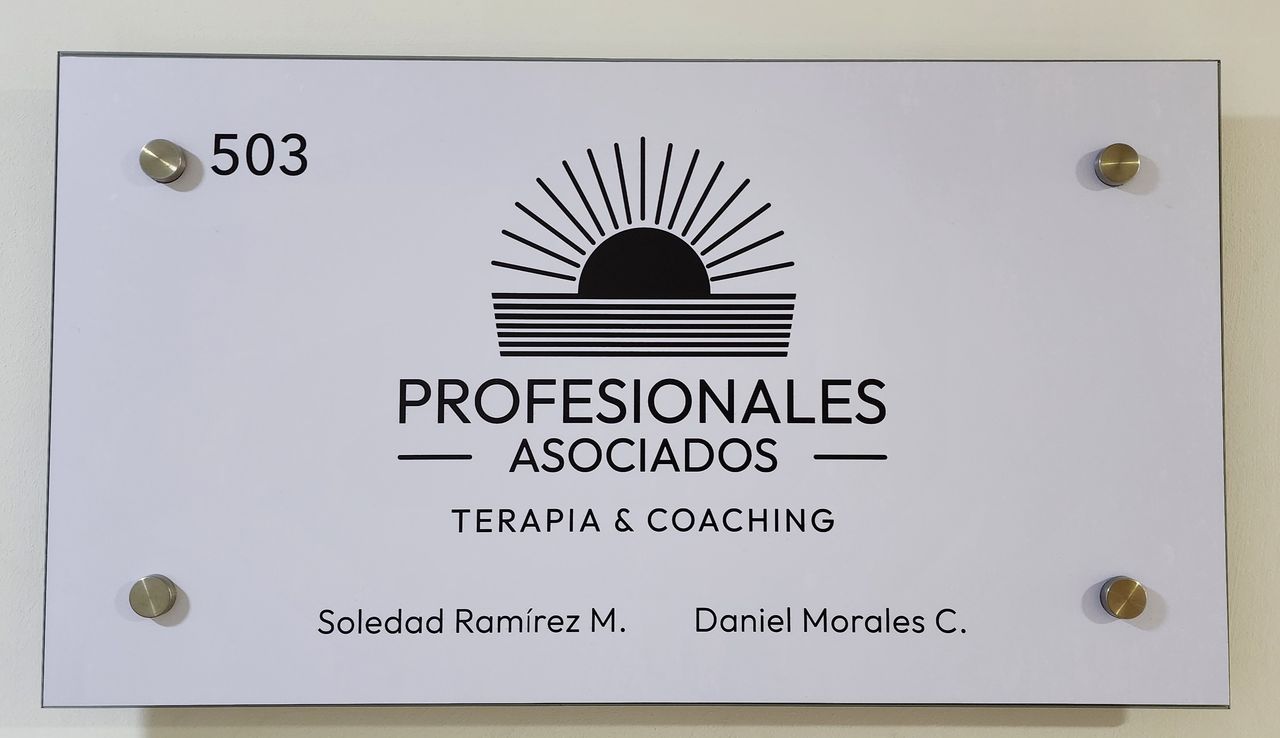 503
PROFESIONALES
ASOCIADOS
TERAPIA & COACHING
Soledad Ramírez M. Daniel Morales C.